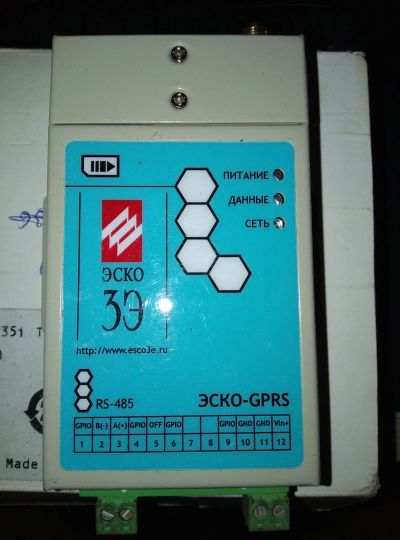 ПИТАНИЕ
ДАННЫЕ
СЕТЬ
ЭСКО
3Э
http://www.esco3e.ru
RS-485
ЭСКО-GPRS
GPIO B(-) A(+) GPIO OFF GPIO GPIO GND GND Vin+
1 2 3 4 5 6 7 8 9 10 11 12
35i T
Made